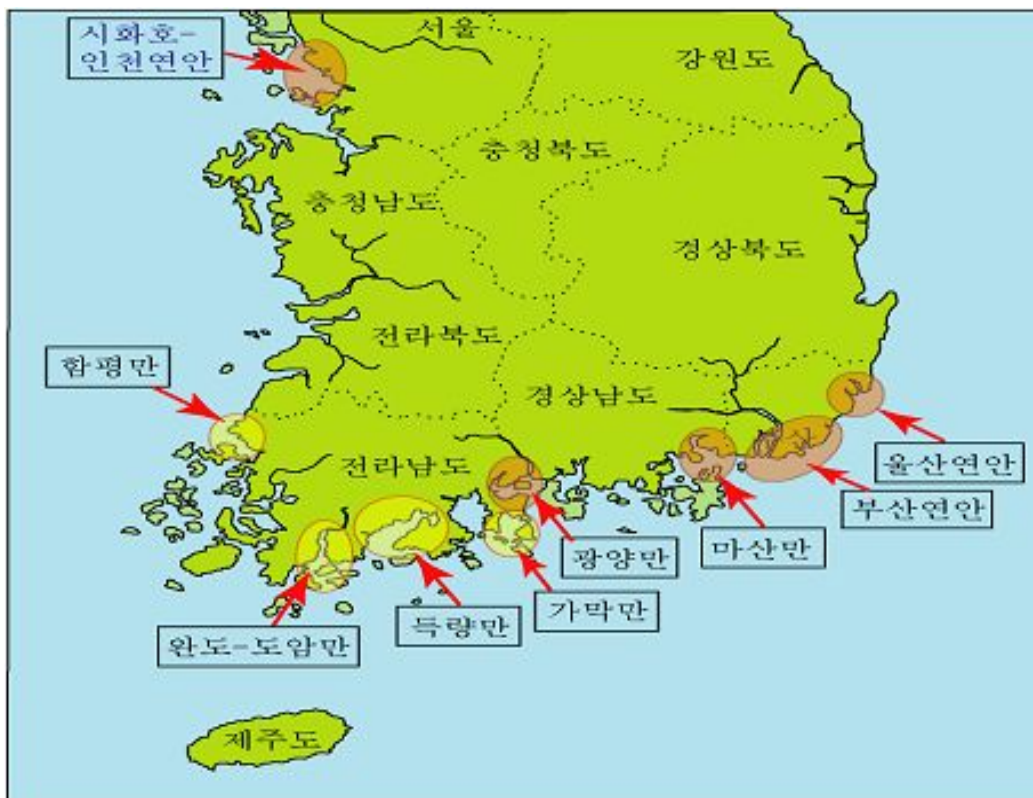 시화호-
인천연안
서울
강원도
충청북도
충청남도
경상북도
전라북도
함평만
경상남도
전라남도
울산연안
부산연안
마산만
광양만
가막만
득량만
완도-도암만
제주도